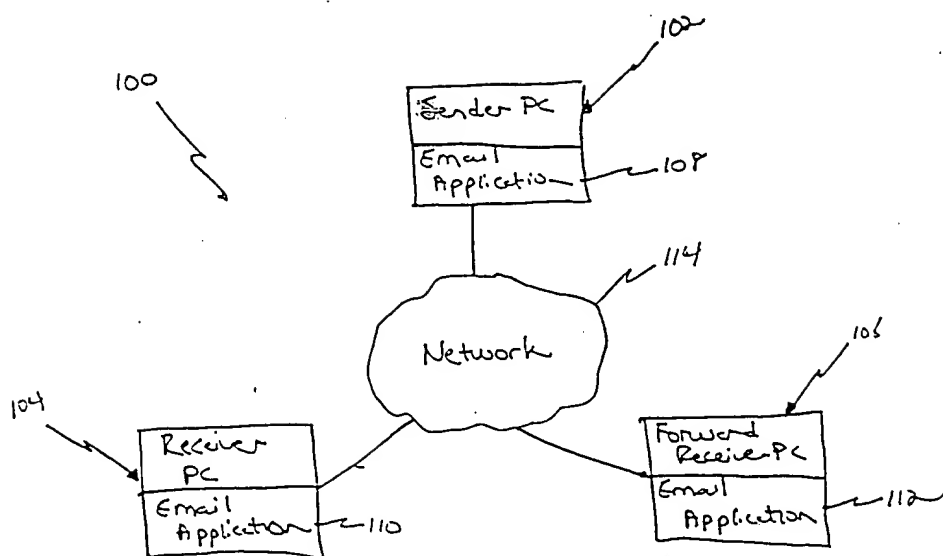 102
100
Sender PC
Email
Application
108
114
Network
106
104
Receiver
PC
Forward
Receiver PC
Email
Application
110
Email
Application
112